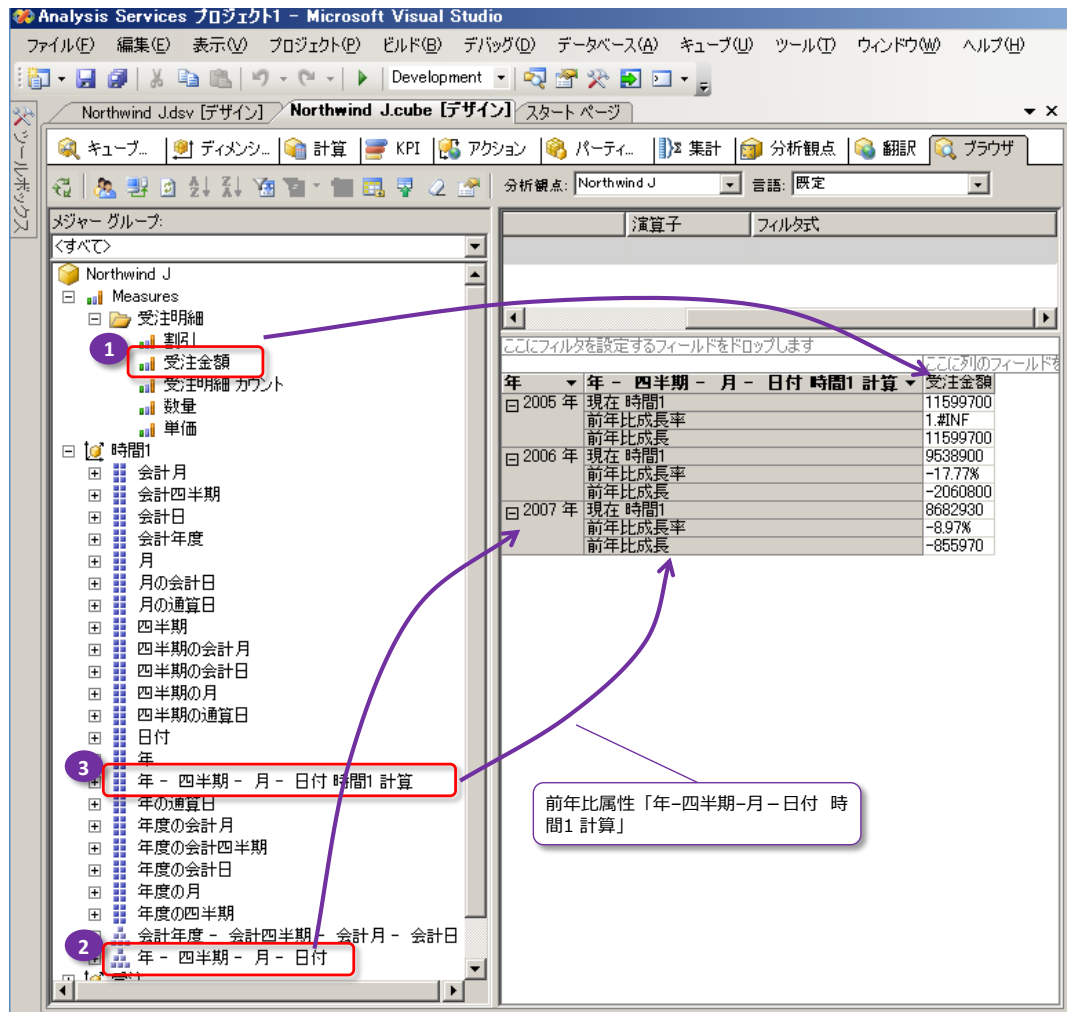 Analysis Services プロジェクト1 - Microsoft Visual Studio
ファイル(F) 編集(E) 表示(V) プロジェクト(P) ビルド(B) デバッグ(D) データベース(A) キューブ(U) ツール(T) ウィンドウ(W) ヘルプ(H)
Development
ツールボックス
Northwind J.dsv [デザイン] Northwind J.cube [デザイン] スタート ページ
キューブ... ディメンシ... 計算 KPI アクション パーティ... 集計 分析観点 翻訳 ブラウザ
分析観点: Northwind J 言語: 既定
メジャー グループ:
<すべて>
Northwind J
Measures
受注明細
割引
1
受注金額
受注明細 カウント
数量
単価
時間1
会計月
会計四半期
会計日
会計年度
月
月の会計日
月の通算日
四半期
四半期の会計月
四半期の会計日
四半期の月
四半期の通算日
日付
年
3
年 - 四半期 - 月 - 日付 時間1 計算
年の通算日
年度の会計月
年度の会計四半期
年度の会計日
年度の月
年度の四半期
会計年度 - 会計四半期 - 会計月 - 会計日
2
年 - 四半期 - 月 - 日付
演算子 フィルタ式
ここにフィルタを設定するフィールドをドロップします
ここに列のフィールドを
年 年 - 四半期 - 月 - 日付 時間1 計算 受注金額
2005 年 現在 時間1 11599700
前年比成長率 1.#INF
前年比成長 11599700
2006 年 現在 時間1 9538900
前年比成長率 -17.77%
前年比成長 -2060800
2007 年 現在 時間1 8682930
前年比成長率 -8.97%
前年比成長 -855970
前年比属性「年-四半期-月-日付 時
間1 計算」